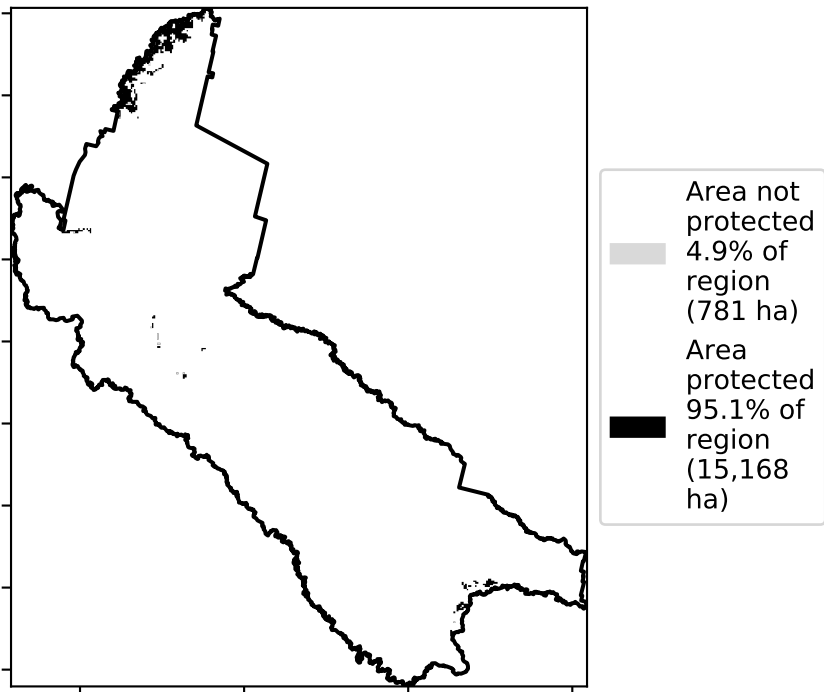 Area not
protected
4.9% of
region
(781 ha)
Area
protected
95.1% of
region
(15,168
ha)